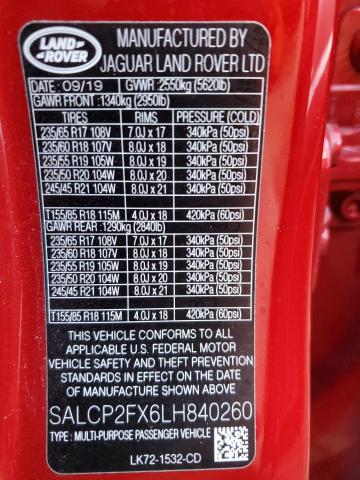 LAND
ROVER
MANUFACTURED BY
JAGUAR LAND ROVER LTD
DATE : 09/19 GVWR :2550kg (5620lb)
GAWR FRONT :1340kg (2950lb)
TIRES RIMS PRESSURE (COLD)
235/65 R17 108V 7.0J x 17 340kPa (50psi)
235/60 R18 107V 8.0J x 18 340kPa (50psi)
235/55 R19 105W 8.0J x 19 340kPa (50psi)
235/50 R20 104W 8.0J x 20 340kPa (50psi)
245/45 R21 104W 8.0J x 21 340kPa (50psi)
T155/85 R18 115M 4.0J x 18 420kPa (60psi)
GAWR REAR :1290kg (2840lb)
235/65 R17 108V 7.0J x 17 340kPa (50psi)
235/60 R18 107V 8.0J x 18 340kPa (50psi)
235/55 R19 105W 8.0J x 19 340kPa (50psi)
235/50 R20 104W 8.0J x 20 340kPa (50psi)
245/45 R21 104W 8.0J x 21 340kPa (50psi)
T155/85 R18 115M 4.0J x 18 420kPa (60psi)
THIS VEHICLE CONFORMS TO ALL
APPLICABLE U.S. FEDERAL MOTOR
VEHICLE SAFETY AND THEFT PREVENTION
STANDARDS IN EFFECT ON THE DATE OF
MANUFACTURE SHOWN ABOVE
SALCP2FX6LH840260
TYPE : MULTI-PURPOSE PASSENGER VEHICLE
LK72-1532-CD